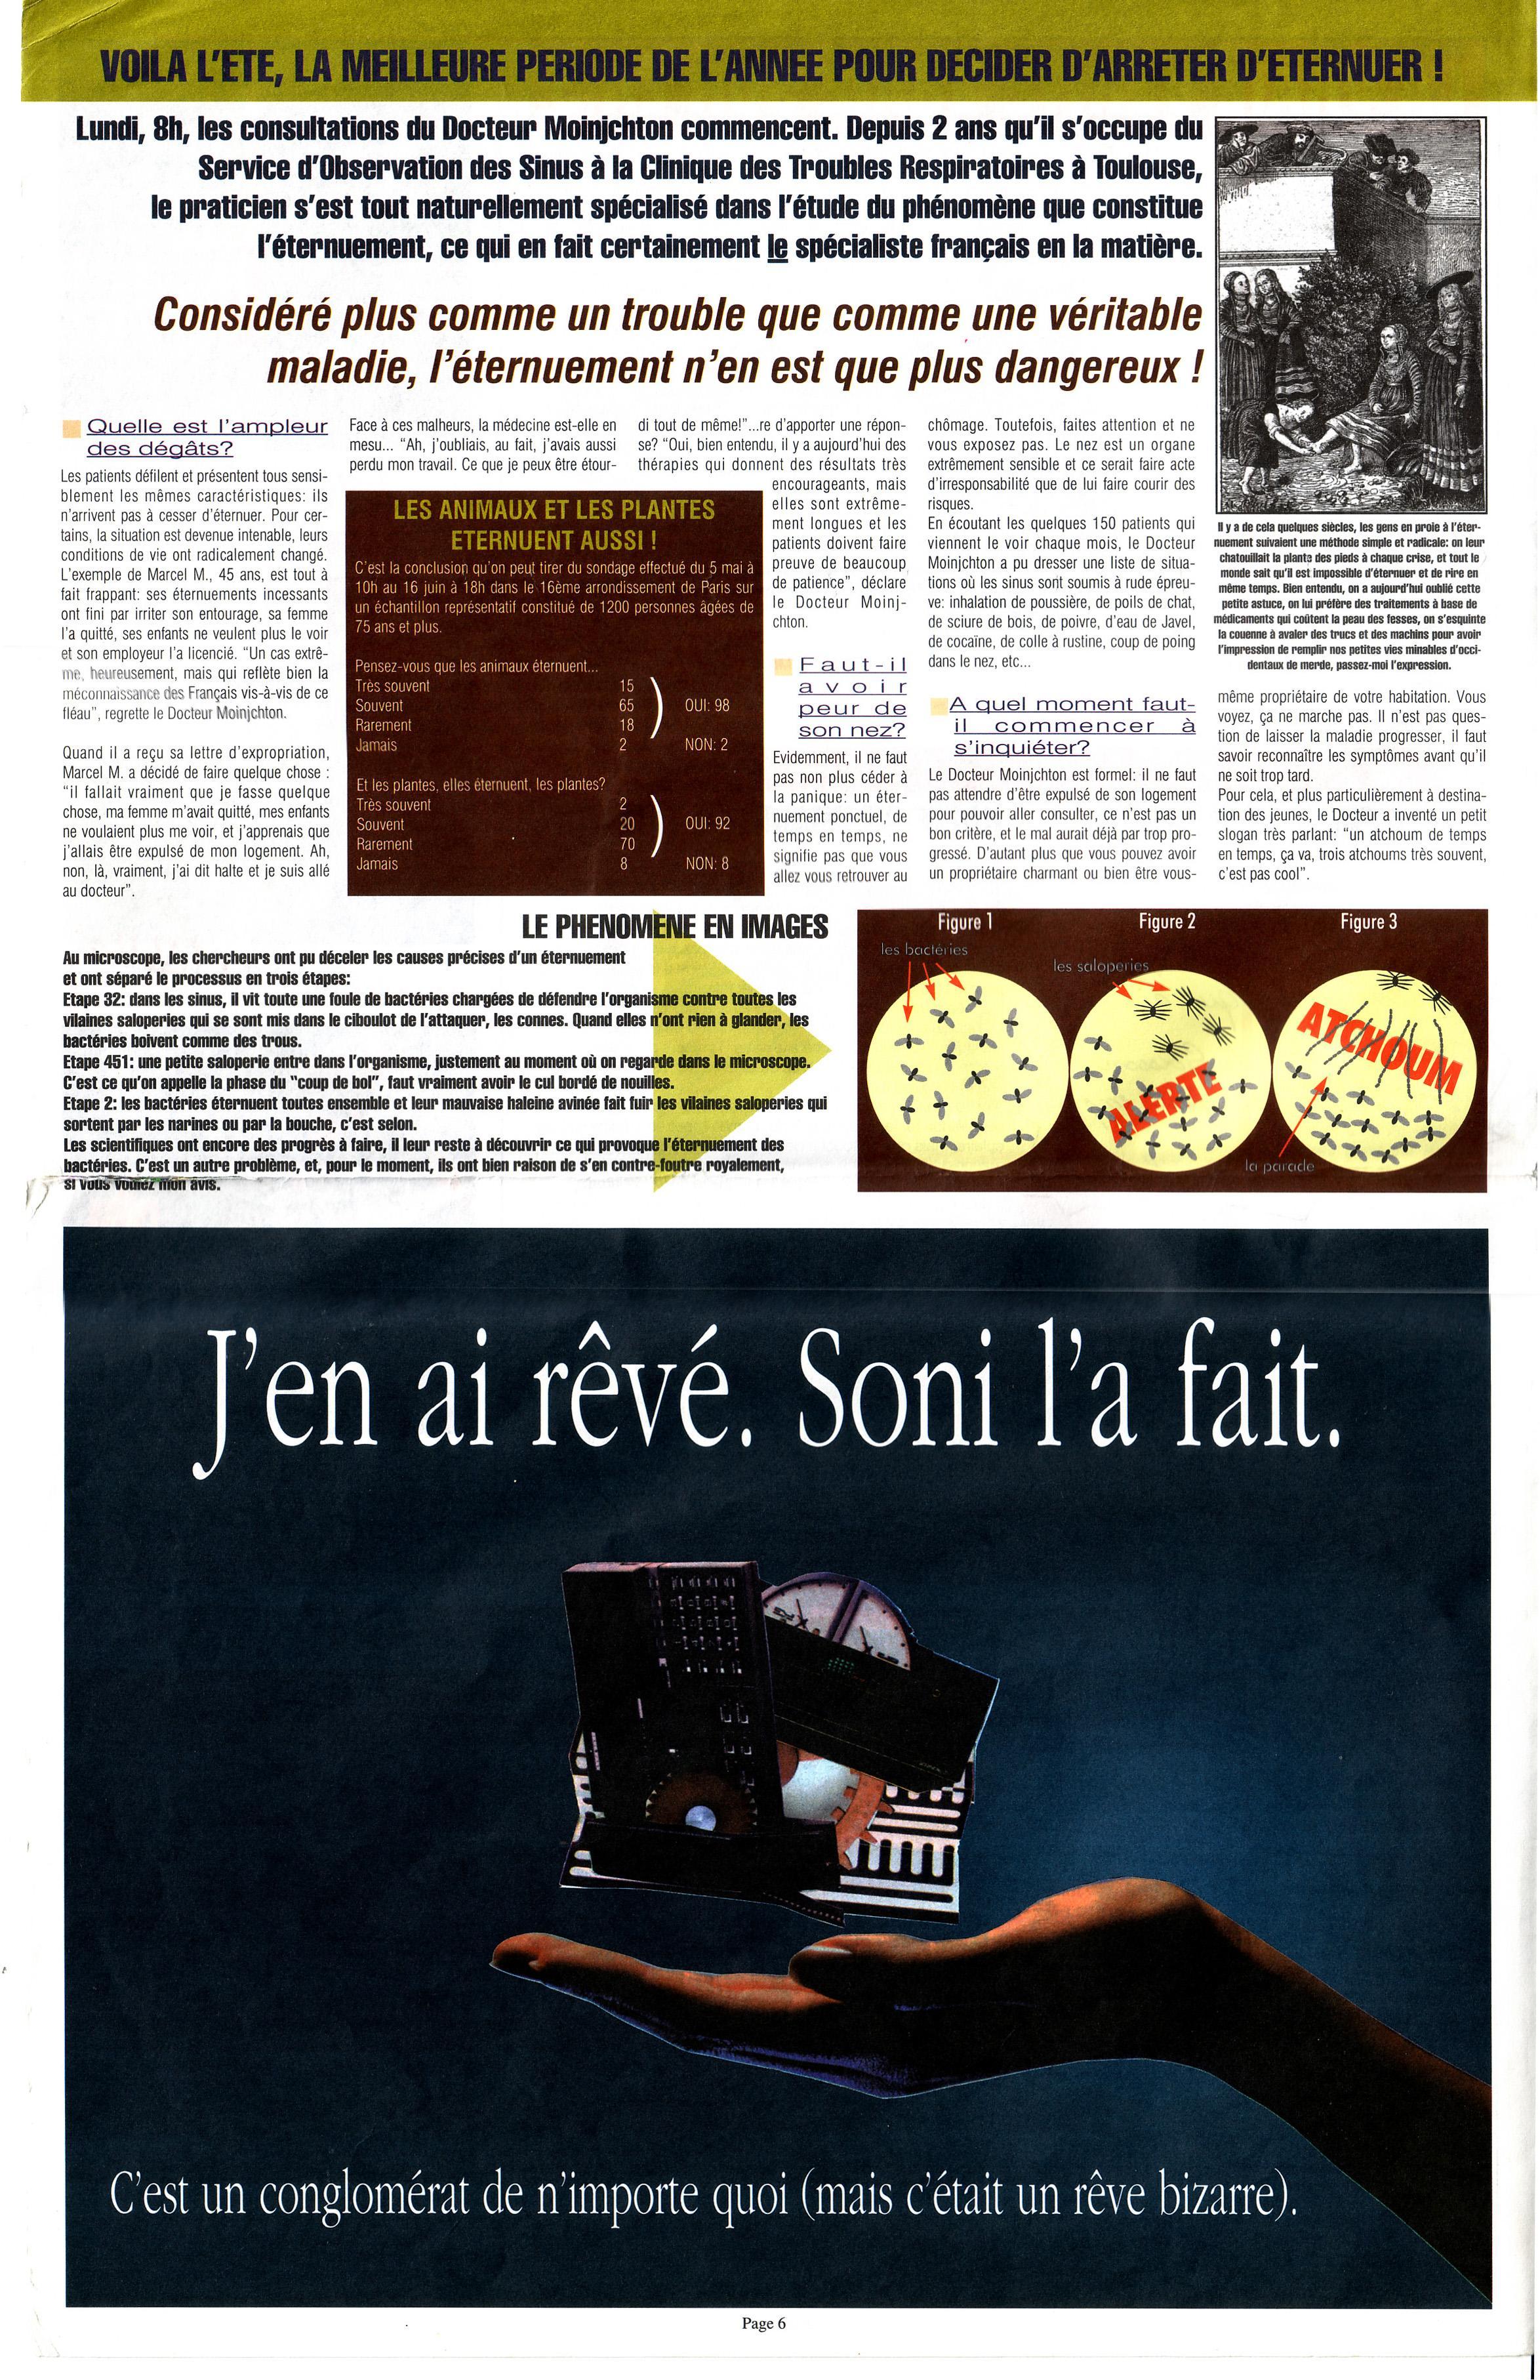 VOILA L'ETE, LA MEILLEURE PERIODE DE L'ANNEE POUR DECIDER D'ARRETER D'ETERNUER !
Lundi, 8h, les consultations du Docteur Moinjchton commencent. Depuis 2 ans qu'il s'occupe du
Service d'Observation des Sinus à la Clinique des Troubles Respiratoires à Toulouse,
le praticien s'est tout naturellement spécialisé dans l'étude du phénomène que constitue
l'éternuement, ce qui en fait certainement le spécialiste français en la matière.
Considéré plus comme un trouble que comme une véritable
maladie, l'éternuement n'en est que plus dangereux !
Quelle est l'ampleur
des dégâts?
Les patients défilent et présentent tous sensi-
blement les mêmes caractéristiques: ils
n'arrivent pas à cesser d'éternuer. Pour cer-
tains, la situation est devenue intenable, leurs
conditions de vie ont radicalement changé.
L'exemple de Marcel M., 45 ans, est tout à
fait frappant: ses éternuements incessants
ont fini par irriter son entourage, sa femme
l'a quitté, ses enfants ne veulent plus le voir
et son employeur l'a licencié. "Un cas extrê-
me, heureusement, mais qui reflète bien la
méconnaissance des Français vis-à-vis de ce
fléau", regrette le Docteur Moinjchton.
Quand il a reçu sa lettre d'expropriation,
Marcel M. a décidé de faire quelque chose :
"il fallait vraiment que je fasse quelque
chose, ma femme m'avait quitté, mes enfants
ne voulaient plus me voir, et j'apprenais que
j'allais être expulsé de mon logement. Ah,
non, là, vraiment, j'ai dit halte et je suis allé
au docteur".
Face à ces malheurs, la médecine est-elle en
mesu... "Ah, j'oubliais, au fait, j'avais aussi
perdu mon travail. Ce que je peux être étour-
di tout de même!"...re d'apporter une répon-
se? "Oui, bien entendu, il y a aujourd'hui des
thérapies qui donnent des résultats très
encourageants, mais
elles sont extrême-
ment longues et les
patients doivent faire
preuve de beaucoup
de patience", déclare
le Docteur Moinj-
chton.
LES ANIMAUX ET LES PLANTES
ETERNUENT AUSSI !
C'est la conclusion qu'on peut tirer du sondage effectué du 5 mai à
10h au 16 juin à 18h dans le 16ème arrondissement de Paris sur
un échantillon représentatif constitué de 1200 personnes âgées de
75 ans et plus.
Pensez-vous que les animaux éternuent...
Très souvent 15
Souvent 65 OUI: 98
Rarement 18
Jamais 2 NON: 2
Et les plantes, elles éternuent, les plantes?
Très souvent 2
Souvent 20 OUI: 92
Rarement 70
Jamais 8 NON: 8
Faut-il
avoir
peur de
son nez?
Evidemment, il ne faut
pas non plus céder à
la panique: un éter-
nuement ponctuel, de
temps en temps, ne
signifie pas que vous
allez vous retrouver au
chômage. Toutefois, faites attention et ne
vous exposez pas. Le nez est un organe
extrêmement sensible et ce serait faire acte
d'irresponsabilité que de lui faire courir des
risques.
En écoutant les quelques 150 patients qui
viennent le voir chaque mois, le Docteur
Moinjchton a pu dresser une liste de situa-
tions où les sinus sont soumis à rude épreu-
ve: inhalation de poussière, de poils de chat,
de sciure de bois, de poivre, d'eau de Javel,
de cocaïne, de colle à rustine, coup de poing
dans le nez, etc...
A quel moment faut-
il commencer à
s'inquiéter?
Le Docteur Moinjchton est formel: il ne faut
pas attendre d'être expulsé de son logement
pour pouvoir aller consulter, ce n'est pas un
bon critère, et le mal aurait déjà par trop pro-
gressé. D'autant plus que vous pouvez avoir
un propriétaire charmant ou bien être vous-
Il y a de cela quelques siècles, les gens en proie à l'éter-
nuement suivaient une méthode simple et radicale: on leur
chatouillait la plante des pieds à chaque crise, et tout le
monde sait qu'il est impossible d'éternuer et de rire en
même temps. Bien entendu, on a aujourd'hui oublié cette
petite astuce, on lui préfère des traitements à base de
médicaments qui coûtent la peau des fesses, on s'esquinte
la couenne à avaler des trucs et des machins pour avoir
l'impression de remplir nos petites vies minables d'occi-
dentaux de merde, passez-moi l'expression.
même propriétaire de votre habitation. Vous
voyez, ça ne marche pas. Il n'est pas ques-
tion de laisser la maladie progresser, il faut
savoir reconnaître les symptômes avant qu'il
ne soit trop tard.
Pour cela, et plus particulièrement à destina-
tion des jeunes, le Docteur a inventé un petit
slogan très parlant: "un atchoum de temps
en temps, ça va, trois atchoums très souvent,
c'est pas cool".
LE PHENOMENE EN IMAGES
Au microscope, les chercheurs ont pu déceler les causes précises d'un éternuement
et ont séparé le processus en trois étapes:
Etape 32: dans les sinus, il vit toute une foule de bactéries chargées de défendre l'organisme contre toutes les
vilaines saloperies qui se sont mis dans le ciboulot de l'attaquer, les connes. Quand elles n'ont rien à glander, les
bactéries boivent comme des trous.
Etape 451: une petite saloperie entre dans l'organisme, justement au moment où on regarde dans le microscope.
C'est ce qu'on appelle la phase du "coup de bol", faut vraiment avoir le cul bordé de nouilles.
Etape 2: les bactéries éternuent toutes ensemble et leur mauvaise haleine avinée fait fuir les vilaines saloperies qui
sortent par les narines ou par la bouche, c'est selon.
Les scientifiques ont encore des progrès à faire, il leur reste à découvrir ce qui provoque l'éternuement des
bactéries. C'est un autre problème, et, pour le moment, ils ont bien raison de s'en contre-foutre royalement,
si vous voulez mon avis.
Figure 1
les bactéries
Figure 2
les saloperies
ALERTE
Figure 3
ATCHOUM
la parade
J'en ai rêvé. Soni l'a fait.
C'est un conglomérat de n'importe quoi (mais c'était un rêve bizarre).
Page 6